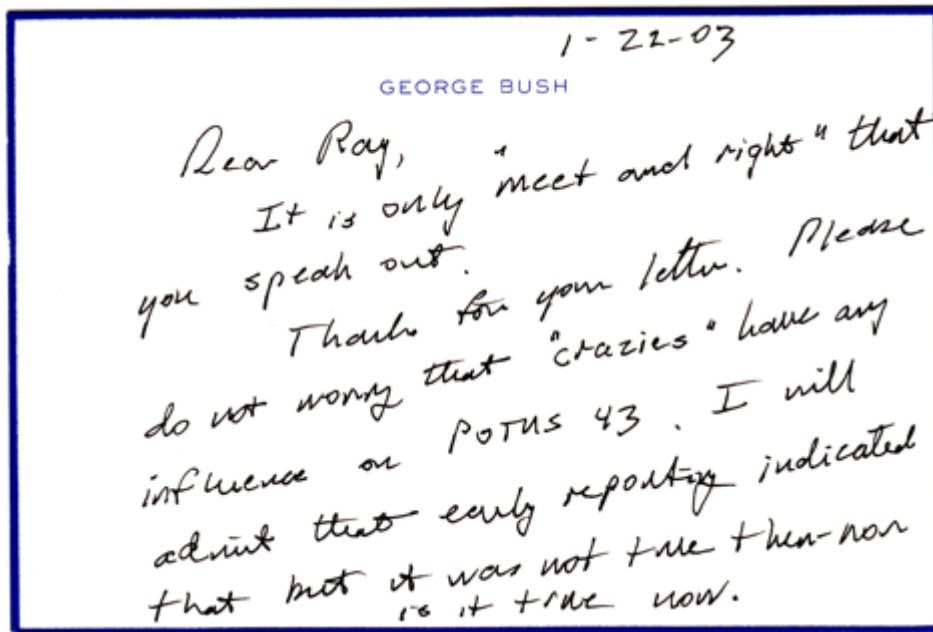 1-22-03
GEORGE BUSH
Dear Ray,
It is only "meet and right" that
you speak out.
Thanks for your letter. Please
do not worry that "crazies" have any
influence on POTUS 43. I will
admit that early reporting indicated
that but it was not true then-nor
is it true now.